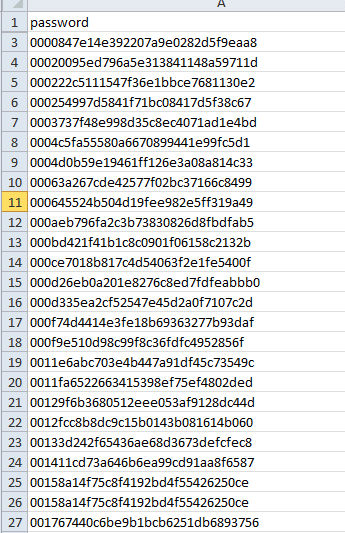 A
1 password
3 0000847e14e392207a9e0282d5f9eaa8
4 00020095ed796a5e313841148a59711d
5 000222c5111547f36e1bbce7681130e2
6 000254997d5841f71bc08417d5f38c67
7 0003737f48e998d35c8ec4071ad1e4bd
8 0004c5fa55580a6670899441e99fc5d1
9 0004d0b59e19461ff126e3a08a814c33
10 00063a267cde42577f02bc37166c8499
11 000645524b504d19fee982e5ff319a49
12 000aeb796fa2c3b73830826d8fbdfab5
13 000bd421f41b1c8c0901f06158c2132b
14 000ce7018b817c4d54063f2e1fe5400f
15 000d26eb0a201e8276c8ed7fdfeabbb0
16 000d335ea2cf52547e45d2a0f7107c2d
17 000f74d4414e3fe18b69363277b93daf
18 000f9e510d98c99f8c36fdfc4952856f
19 0011e6abc703e4b447a91df45c73549c
20 0011fa6522663415398ef75ef4802ded
21 00129f6b3680512eee053af9128dc44d
22 0012fcc8b8dc9c15b0143b081614b060
23 00133d242f65436ae68d3673defcfec8
24 001411cd73a646b6ea99cd91aa8f6587
25 00158a14f75c8f4192bd4f55426250ce
26 00158a14f75c8f4192bd4f55426250ce
27 001767440c6be9b1bcb6251db6893756